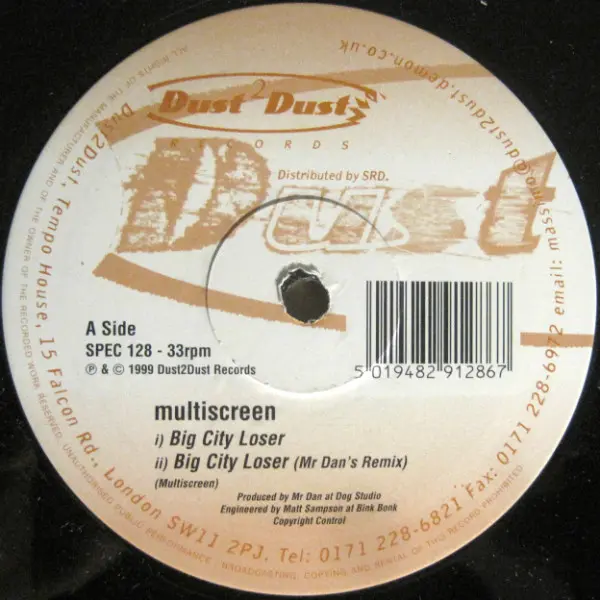 Dust 2 Dust
RECORDS
Distributed by SRD.
Dust
A Side
SPEC 128 - 33rpm
℗ & © 1999 Dust2Dust Records
5 019482 912867
multiscreen
i) Big City Loser
ii) Big City Loser (Mr Dan's Remix)
(Multiscreen)
Produced by Mr Dan at Dog Studio
Engineered by Matt Sampson at Bink Bonk
Copyright Control
Dust2Dust, Tempo House, 15 Falcon Rd., London SW11 2PJ. Tel: 0171 228-6821 Fax: 0171 228-6972 email: massimo@dust2dust.demon.co.uk
ALL RIGHTS OF THE MANUFACTURER AND OF THE OWNER OF THE RECORDED WORK RESERVED. UNAUTHORISED PUBLIC PERFORMANCE, BROADCASTING, COPYING AND RENTAL OF THIS RECORD PROHIBITED